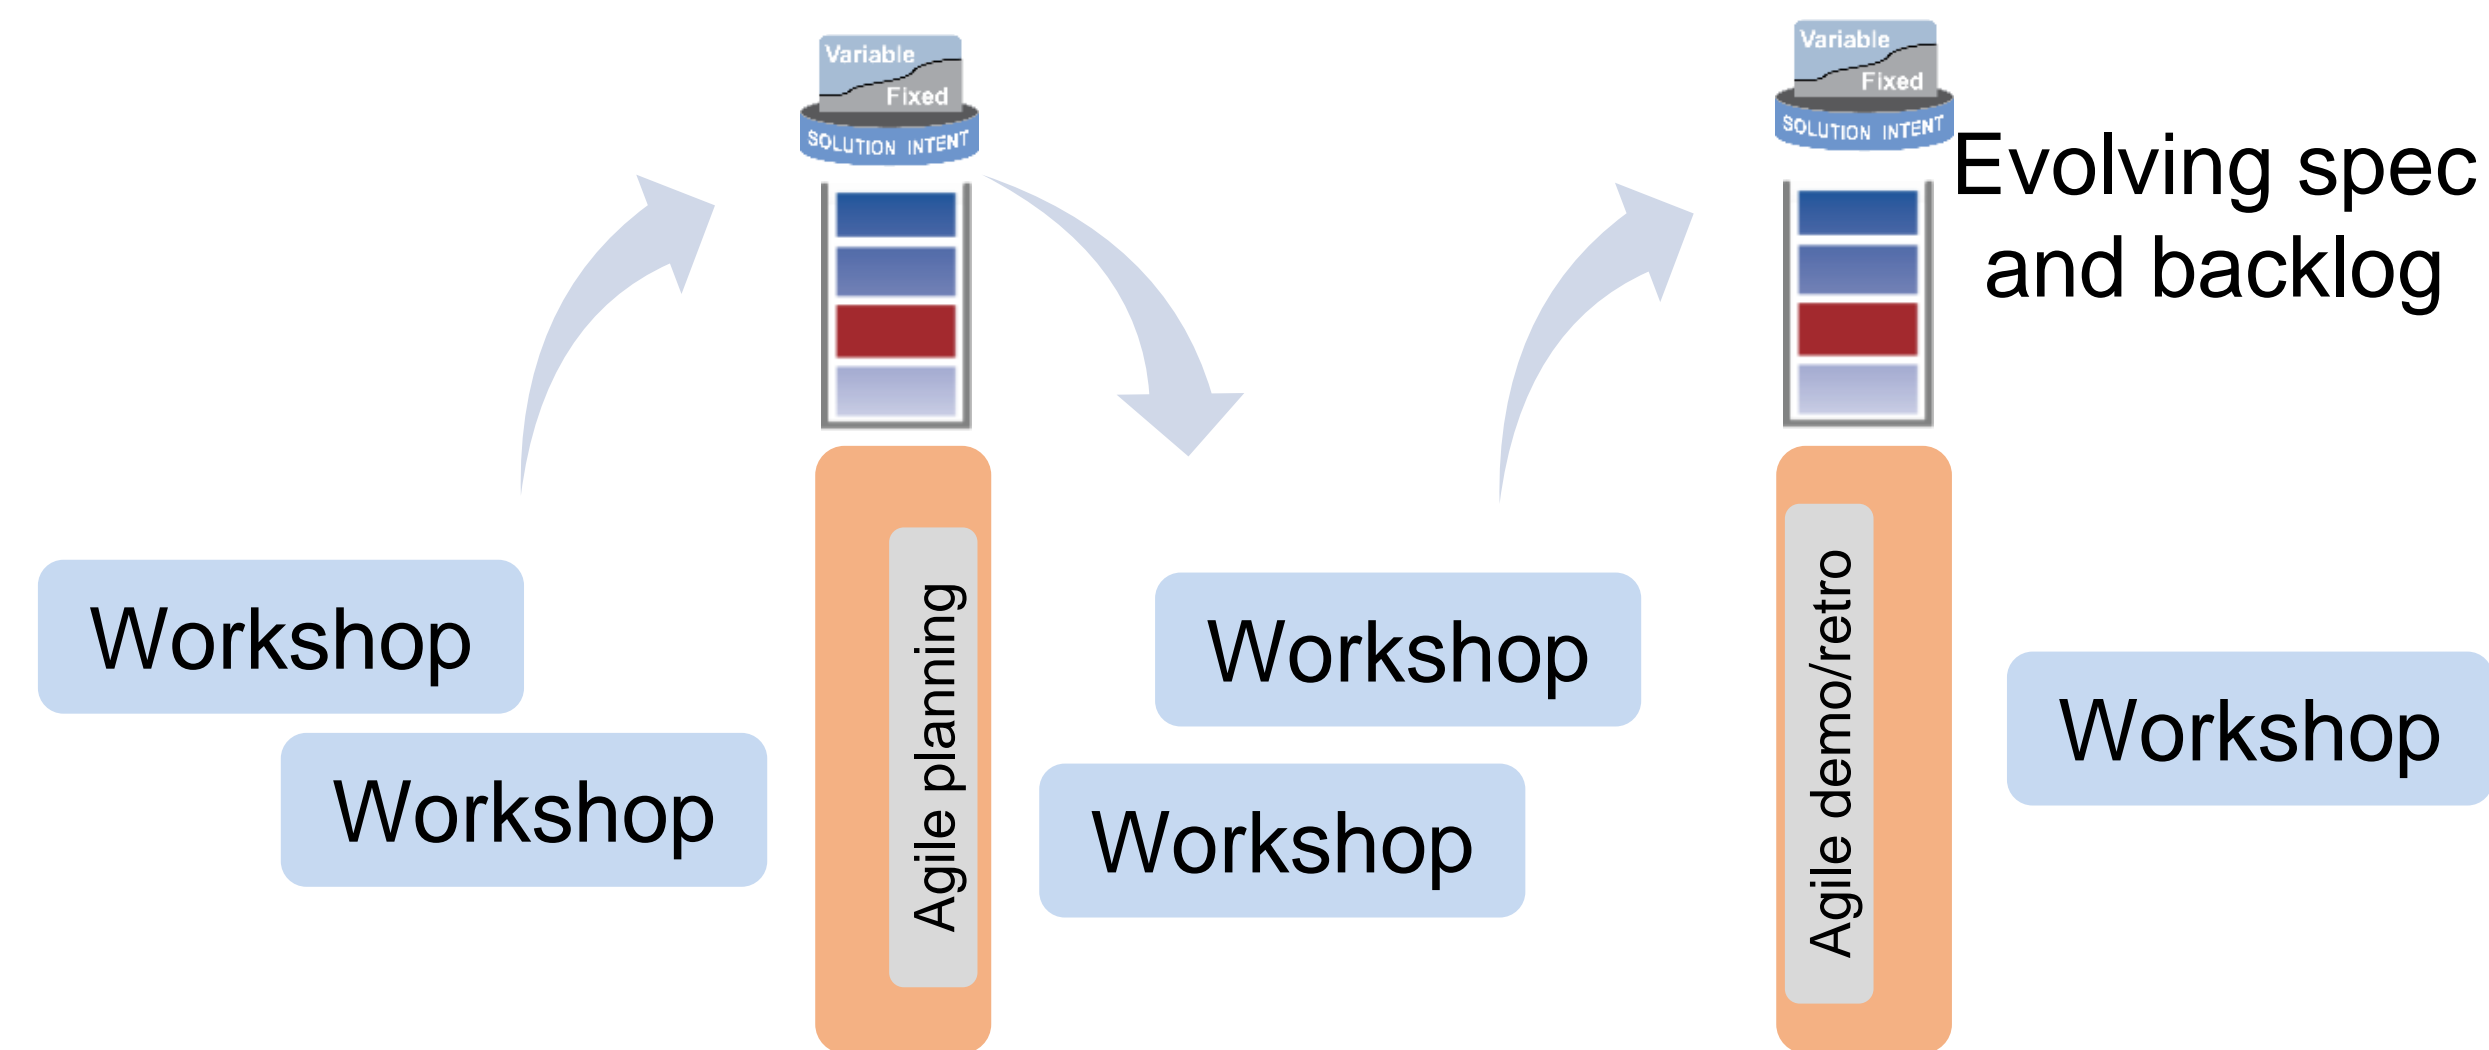 Variable
Fixed
SOLUTION INTENT
Variable
Fixed
SOLUTION INTENT
Evolving spec
and backlog
Workshop
Workshop
Agile planning
Workshop
Workshop
Agile demo/retro
Workshop